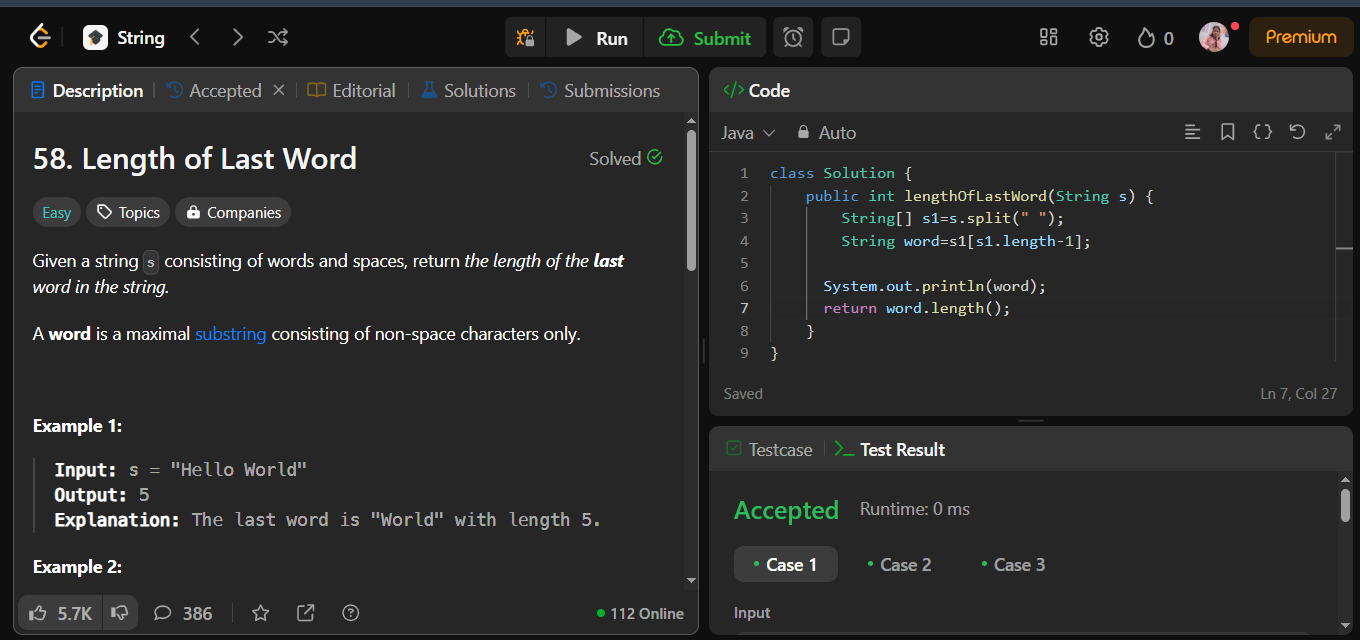 String
Run
Submit
0
Premium
Description
Accepted
Editorial
Solutions
Submissions
58. Length of Last Word
Solved
Easy
Topics
Companies
Given a string s consisting of words and spaces, return the length of the last
word in the string.
A word is a maximal substring consisting of non-space characters only.
Example 1:
Input: s = "Hello World"
Output: 5
Explanation: The last word is "World" with length 5.
Example 2:
5.7K
386
112 Online
</> Code
Java
Auto
1 class Solution {
2 public int lengthOfLastWord(String s) {
3 String[] s1=s.split(" ");
4 String word=s1[s1.length-1];
5
6 System.out.println(word);
7 return word.length();
8 }
9 }
Saved
Ln 7, Col 27
Testcase
Test Result
Accepted
Runtime: 0 ms
Case 1
Case 2
Case 3
Input